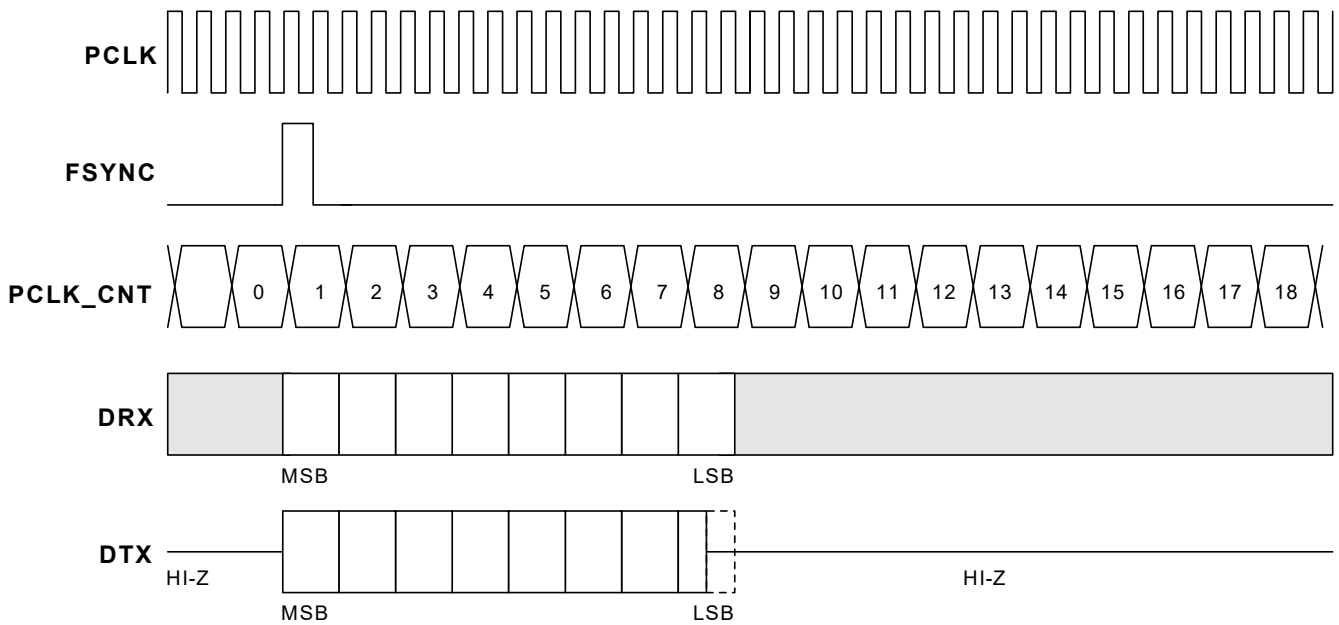 PCLK
FSYNC
PCLK_CNT 0 1 2 3 4 5 6 7 8 9 10 11 12 13 14 15 16 17 18
DRX
MSB LSB
DTX
HI-Z HI-Z
MSB LSB